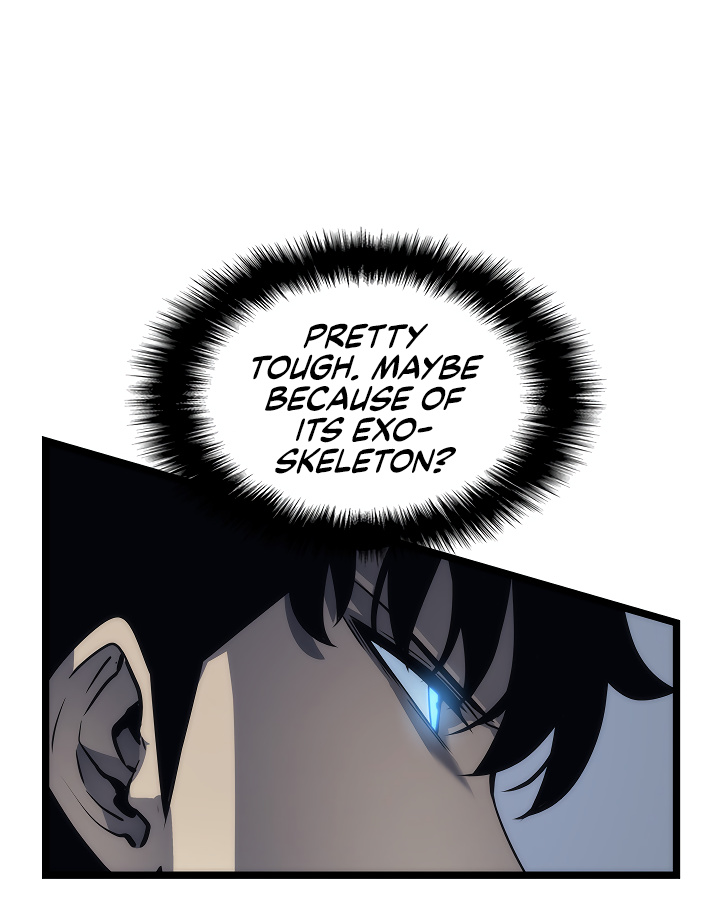 PRETTY
TOUGH. MAYBE
BECAUSE OF
ITS EXO-
SKELETON?